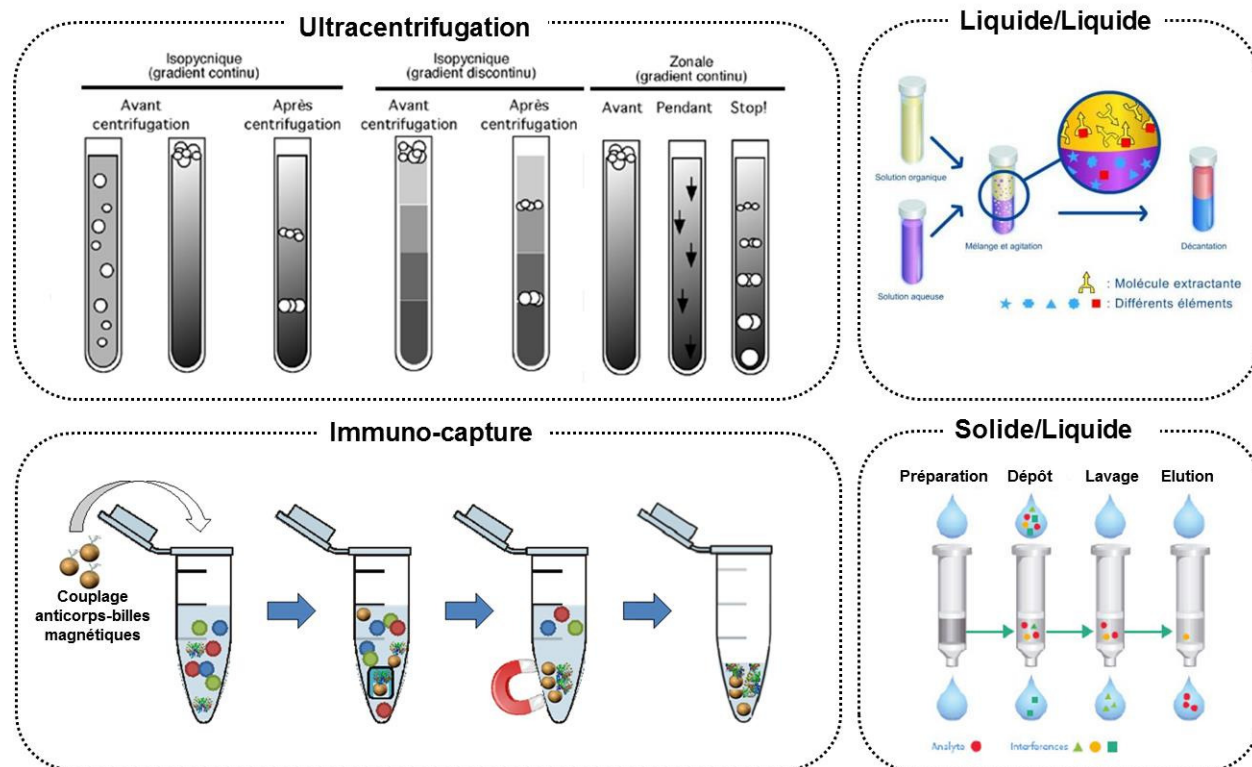 Ultracentrifugation
Isopycnique
(gradient continu)
Avant
centrifugation
Après
centrifugation
Isopycnique
(gradient discontinu)
Avant
centrifugation
Après
centrifugation
Zonale
(gradient continu)
Avant
Pendant
Stop!
Liquide/Liquide
Solution organique
Solution aqueuse
Mélange et agitation
Décantation
: Molécule extractante
: Différents éléments
Immuno-capture
Couplage
anticorps-billes
magnétiques
Solide/Liquide
Préparation
Dépôt
Lavage
Elution
Analyte
Interferences